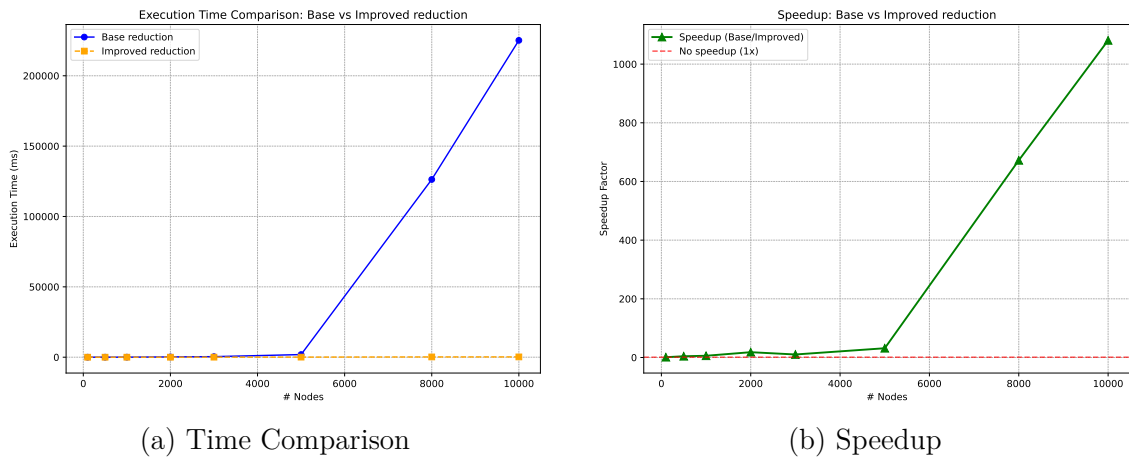 Execution Time Comparison: Base vs Improved reduction
Base reduction
Improved reduction
Execution Time (ms)
200000
150000
100000
50000
0
0 2000 4000 6000 8000 10000
# Nodes
(a) Time Comparison
Speedup: Base vs Improved reduction
Speedup (Base/Improved)
No speedup (1x)
Speedup Factor
1000
800
600
400
200
0
0 2000 4000 6000 8000 10000
# Nodes
(b) Speedup